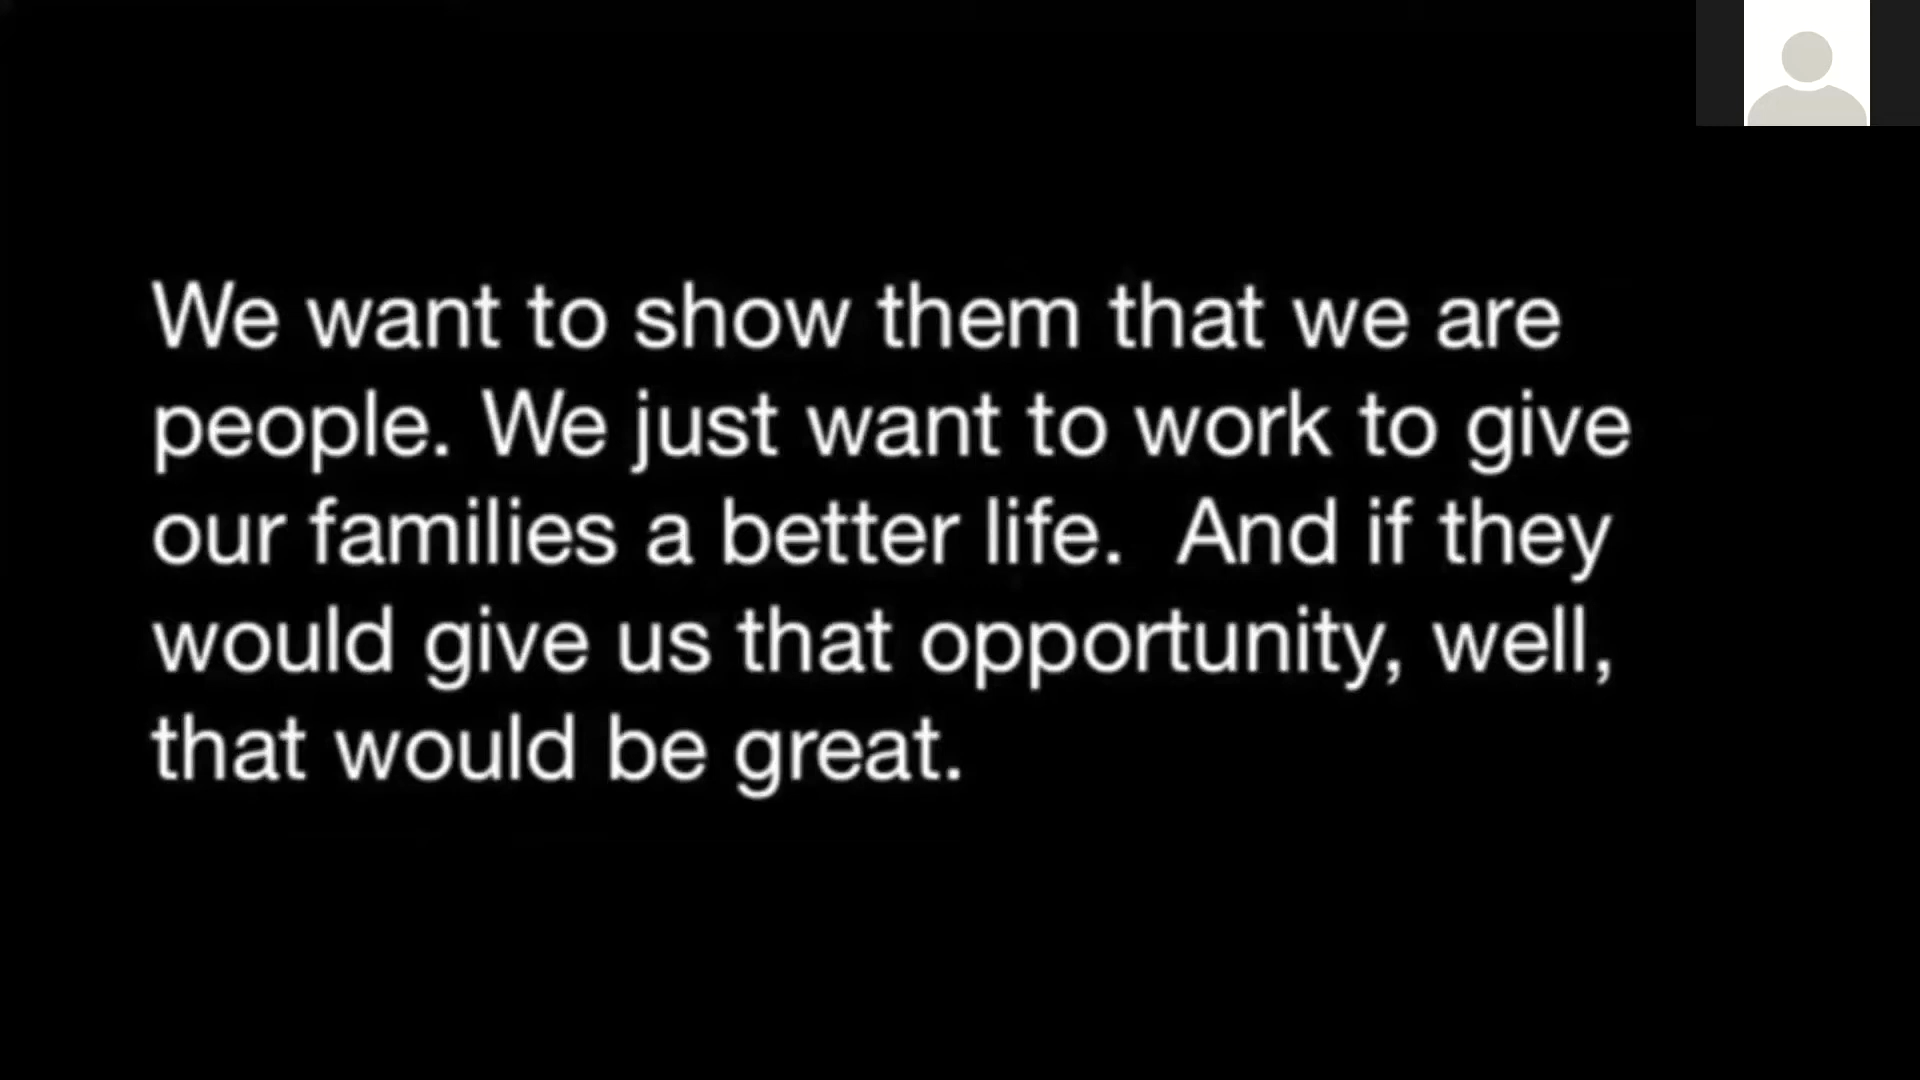 We want to show them that we are
people. We just want to work to give
our families a better life.  And if they
would give us that opportunity, well,
that would be great.